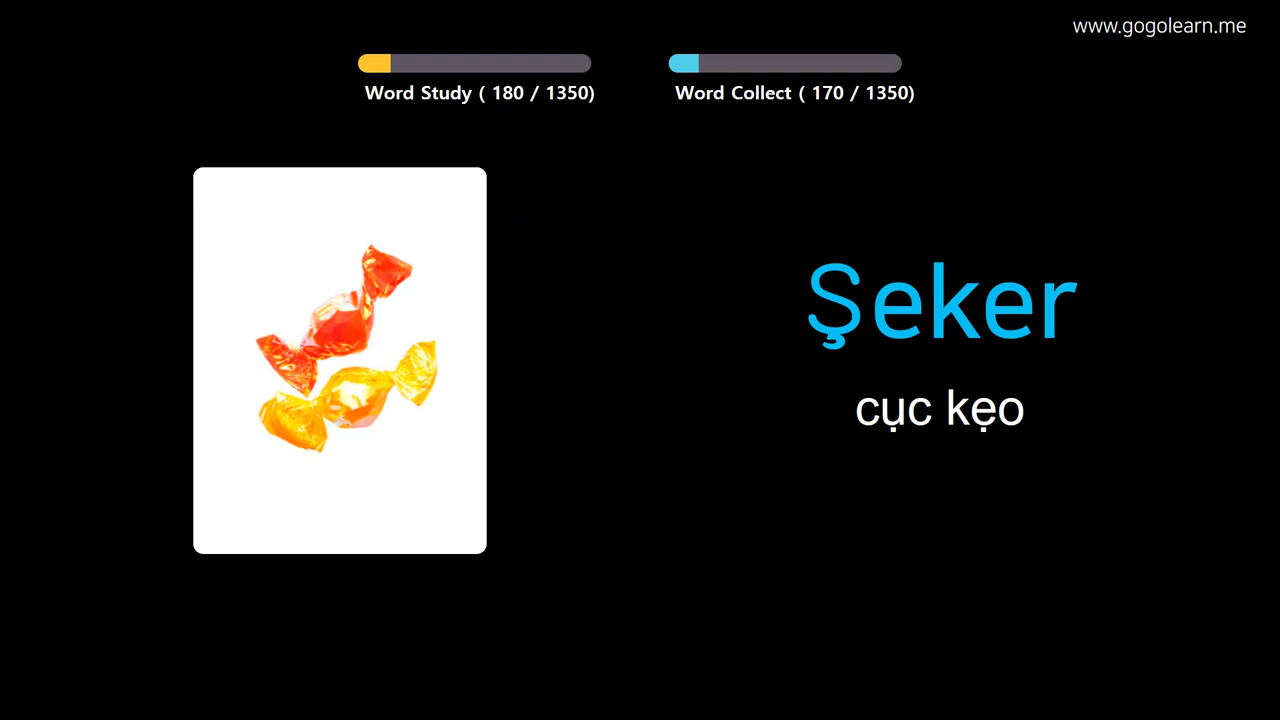 www.gogolearn.me
Word Study ( 180 / 1350)
Word Collect ( 170 / 1350)
Şeker
cục kẹo